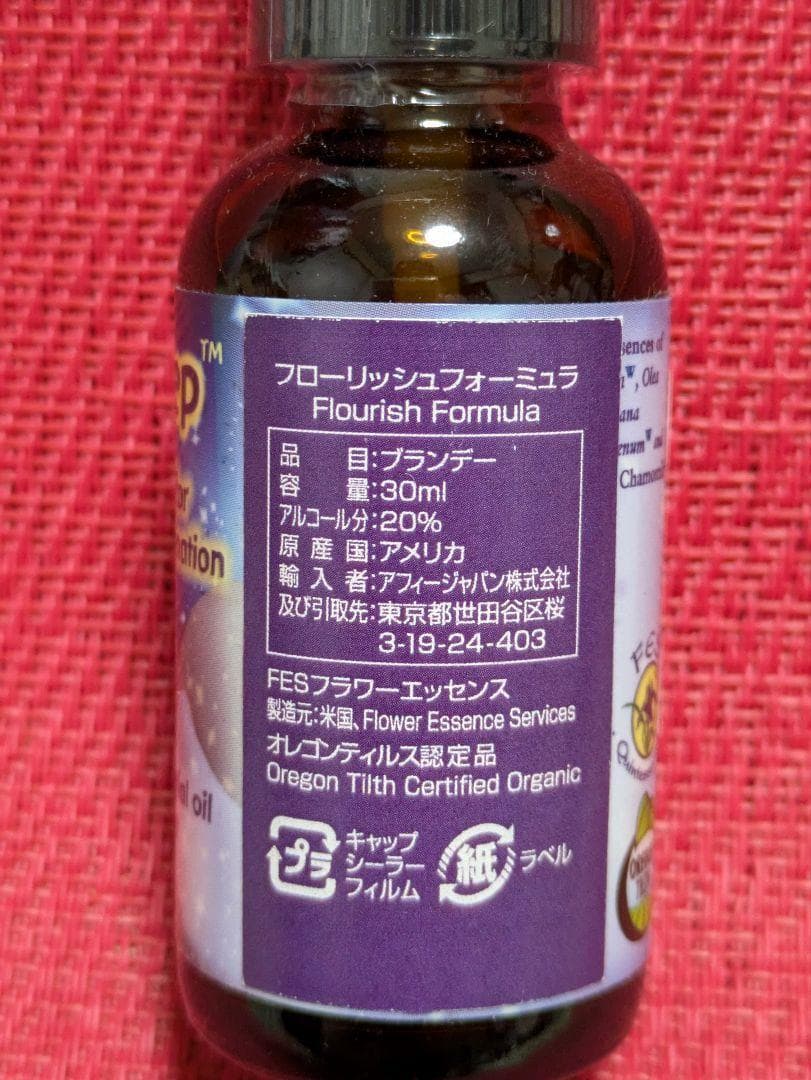 フローリッシュフォーミュラ
Flourish Formula
品　　目:ブランデー
容　　量:30ml
アルコール分:20%
原 産 国:アメリカ
輸 入 者:アフィージャパン株式会社
及び引取先:東京都世田谷区桜
3-19-24-403
FESフラワーエッセンス
製造元:米国、Flower Essence Services
オレゴンティルス認定品
Oregon Tilth Certified Organic
プラ
キャップ
シーラー
フィルム
紙
ラベル
TM
oil
, Olea
and